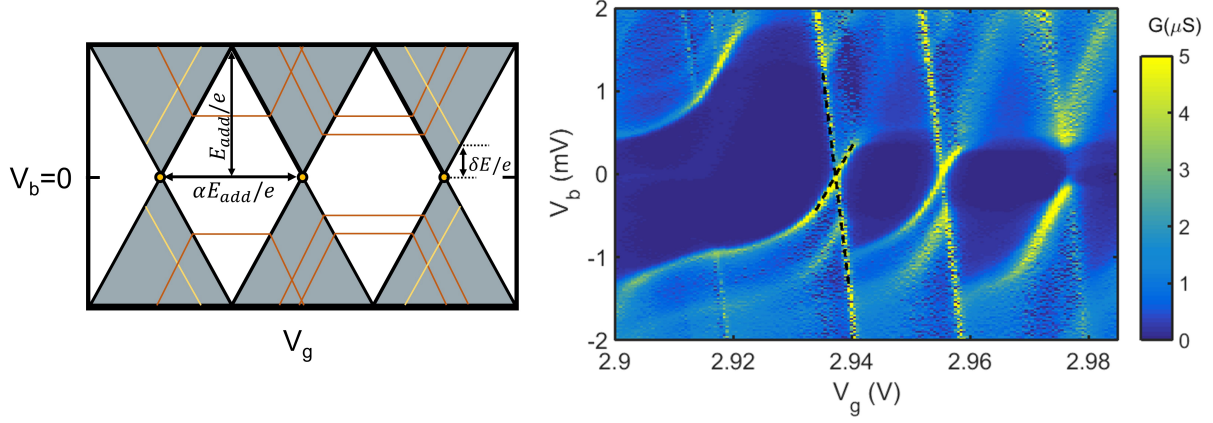 E_add/e
V_b=0
αE_add/e
δE/e
V_g
2
1
0
-1
-2
V_b (mV)
2.9
2.92
2.94
2.96
2.98
V_g (V)
G(μS)
5
4
3
2
1
0